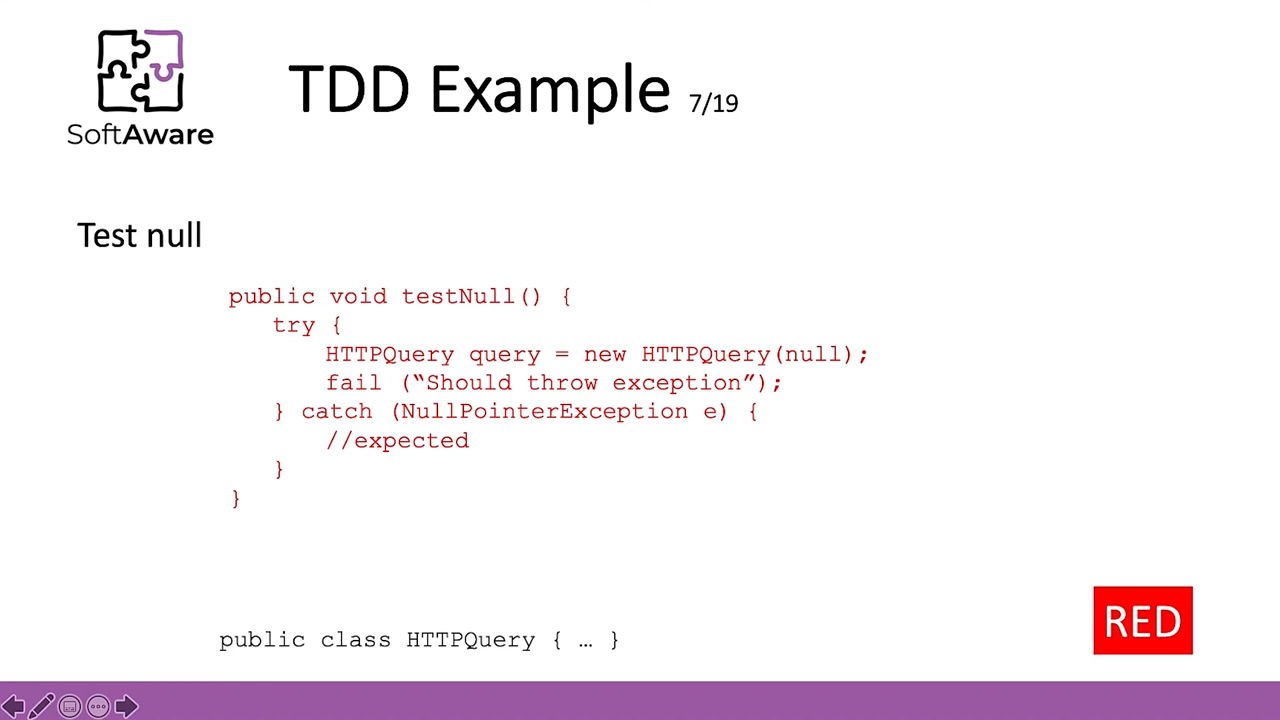 SoftAware
TDD Example 7/19
Test null
public void testNull() {
try {
HTTPQuery query = new HTTPQuery(null);
fail (“Should throw exception”);
} catch (NullPointerException e) {
//expected
}
}
RED
public class HTTPQuery { … }